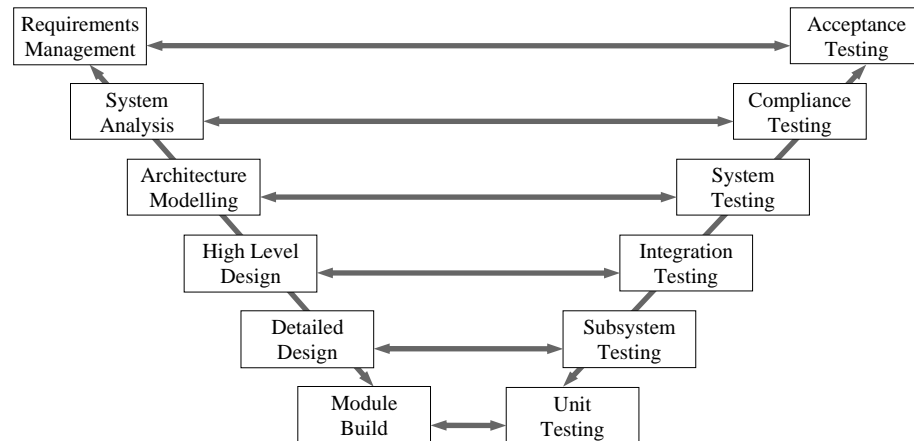 Requirements
Management
Acceptance
Testing
System
Analysis
Compliance
Testing
Architecture
Modelling
System
Testing
High Level
Design
Integration
Testing
Detailed
Design
Subsystem
Testing
Module
Build
Unit
Testing